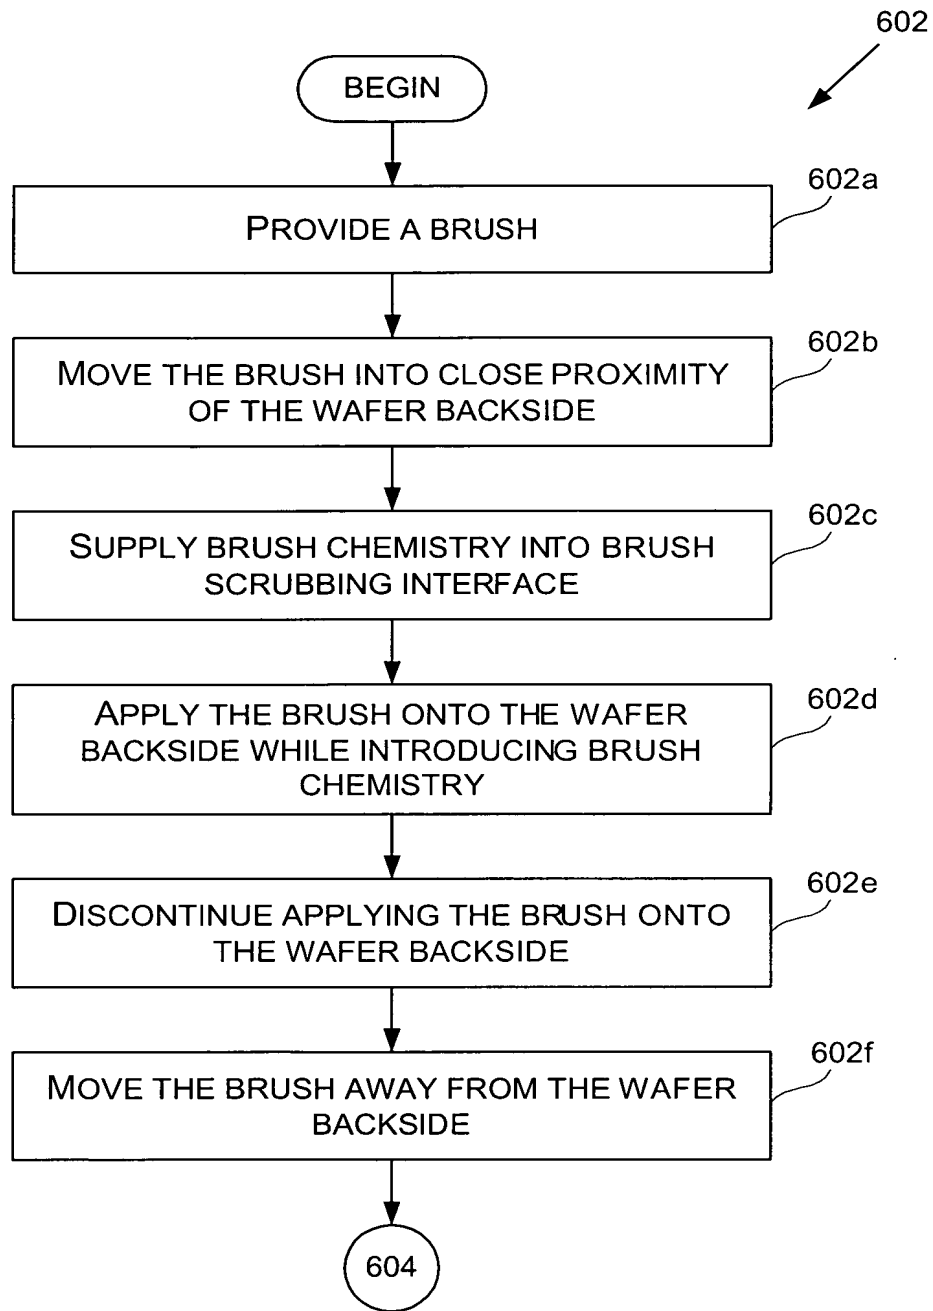 602
BEGIN
602a
PROVIDE A BRUSH
602b
MOVE THE BRUSH INTO CLOSE PROXIMITY
OF THE WAFER BACKSIDE
602c
SUPPLY BRUSH CHEMISTRY INTO BRUSH
SCRUBBING INTERFACE
602d
APPLY THE BRUSH ONTO THE WAFER
BACKSIDE WHILE INTRODUCING BRUSH
CHEMISTRY
602e
DISCONTINUE APPLYING THE BRUSH ONTO
THE WAFER BACKSIDE
602f
MOVE THE BRUSH AWAY FROM THE WAFER
BACKSIDE
604